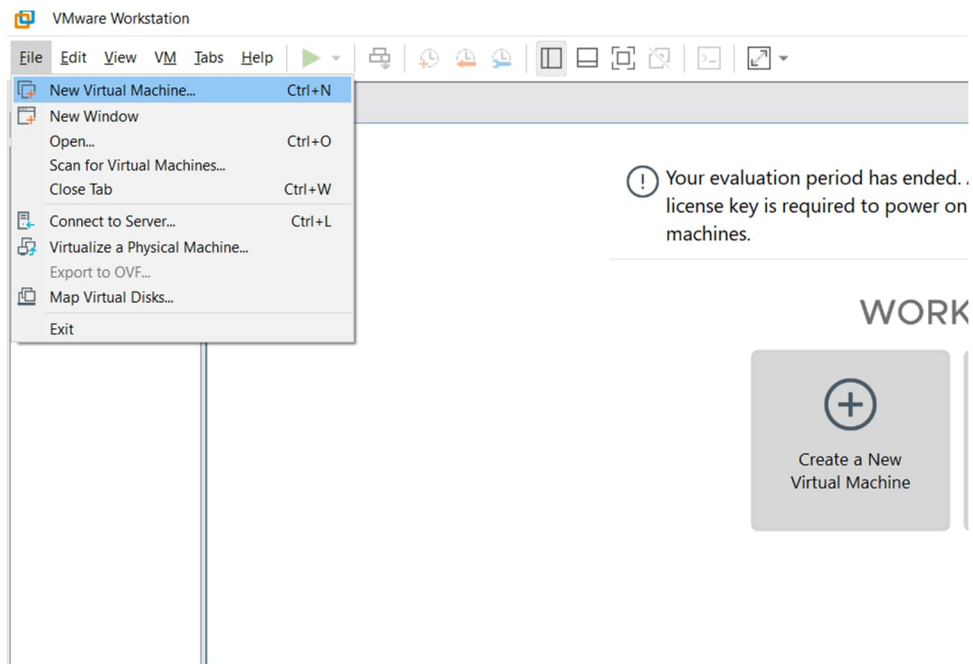 VMware Workstation
File Edit View VM Tabs Help
New Virtual Machine... Ctrl+N
New Window
Open... Ctrl+O
Scan for Virtual Machines...
Close Tab Ctrl+W
Connect to Server... Ctrl+L
Virtualize a Physical Machine...
Export to OVF...
Map Virtual Disks...
Exit
Your evaluation period has ended.
license key is required to power on
machines.
WORK
Create a New
Virtual Machine